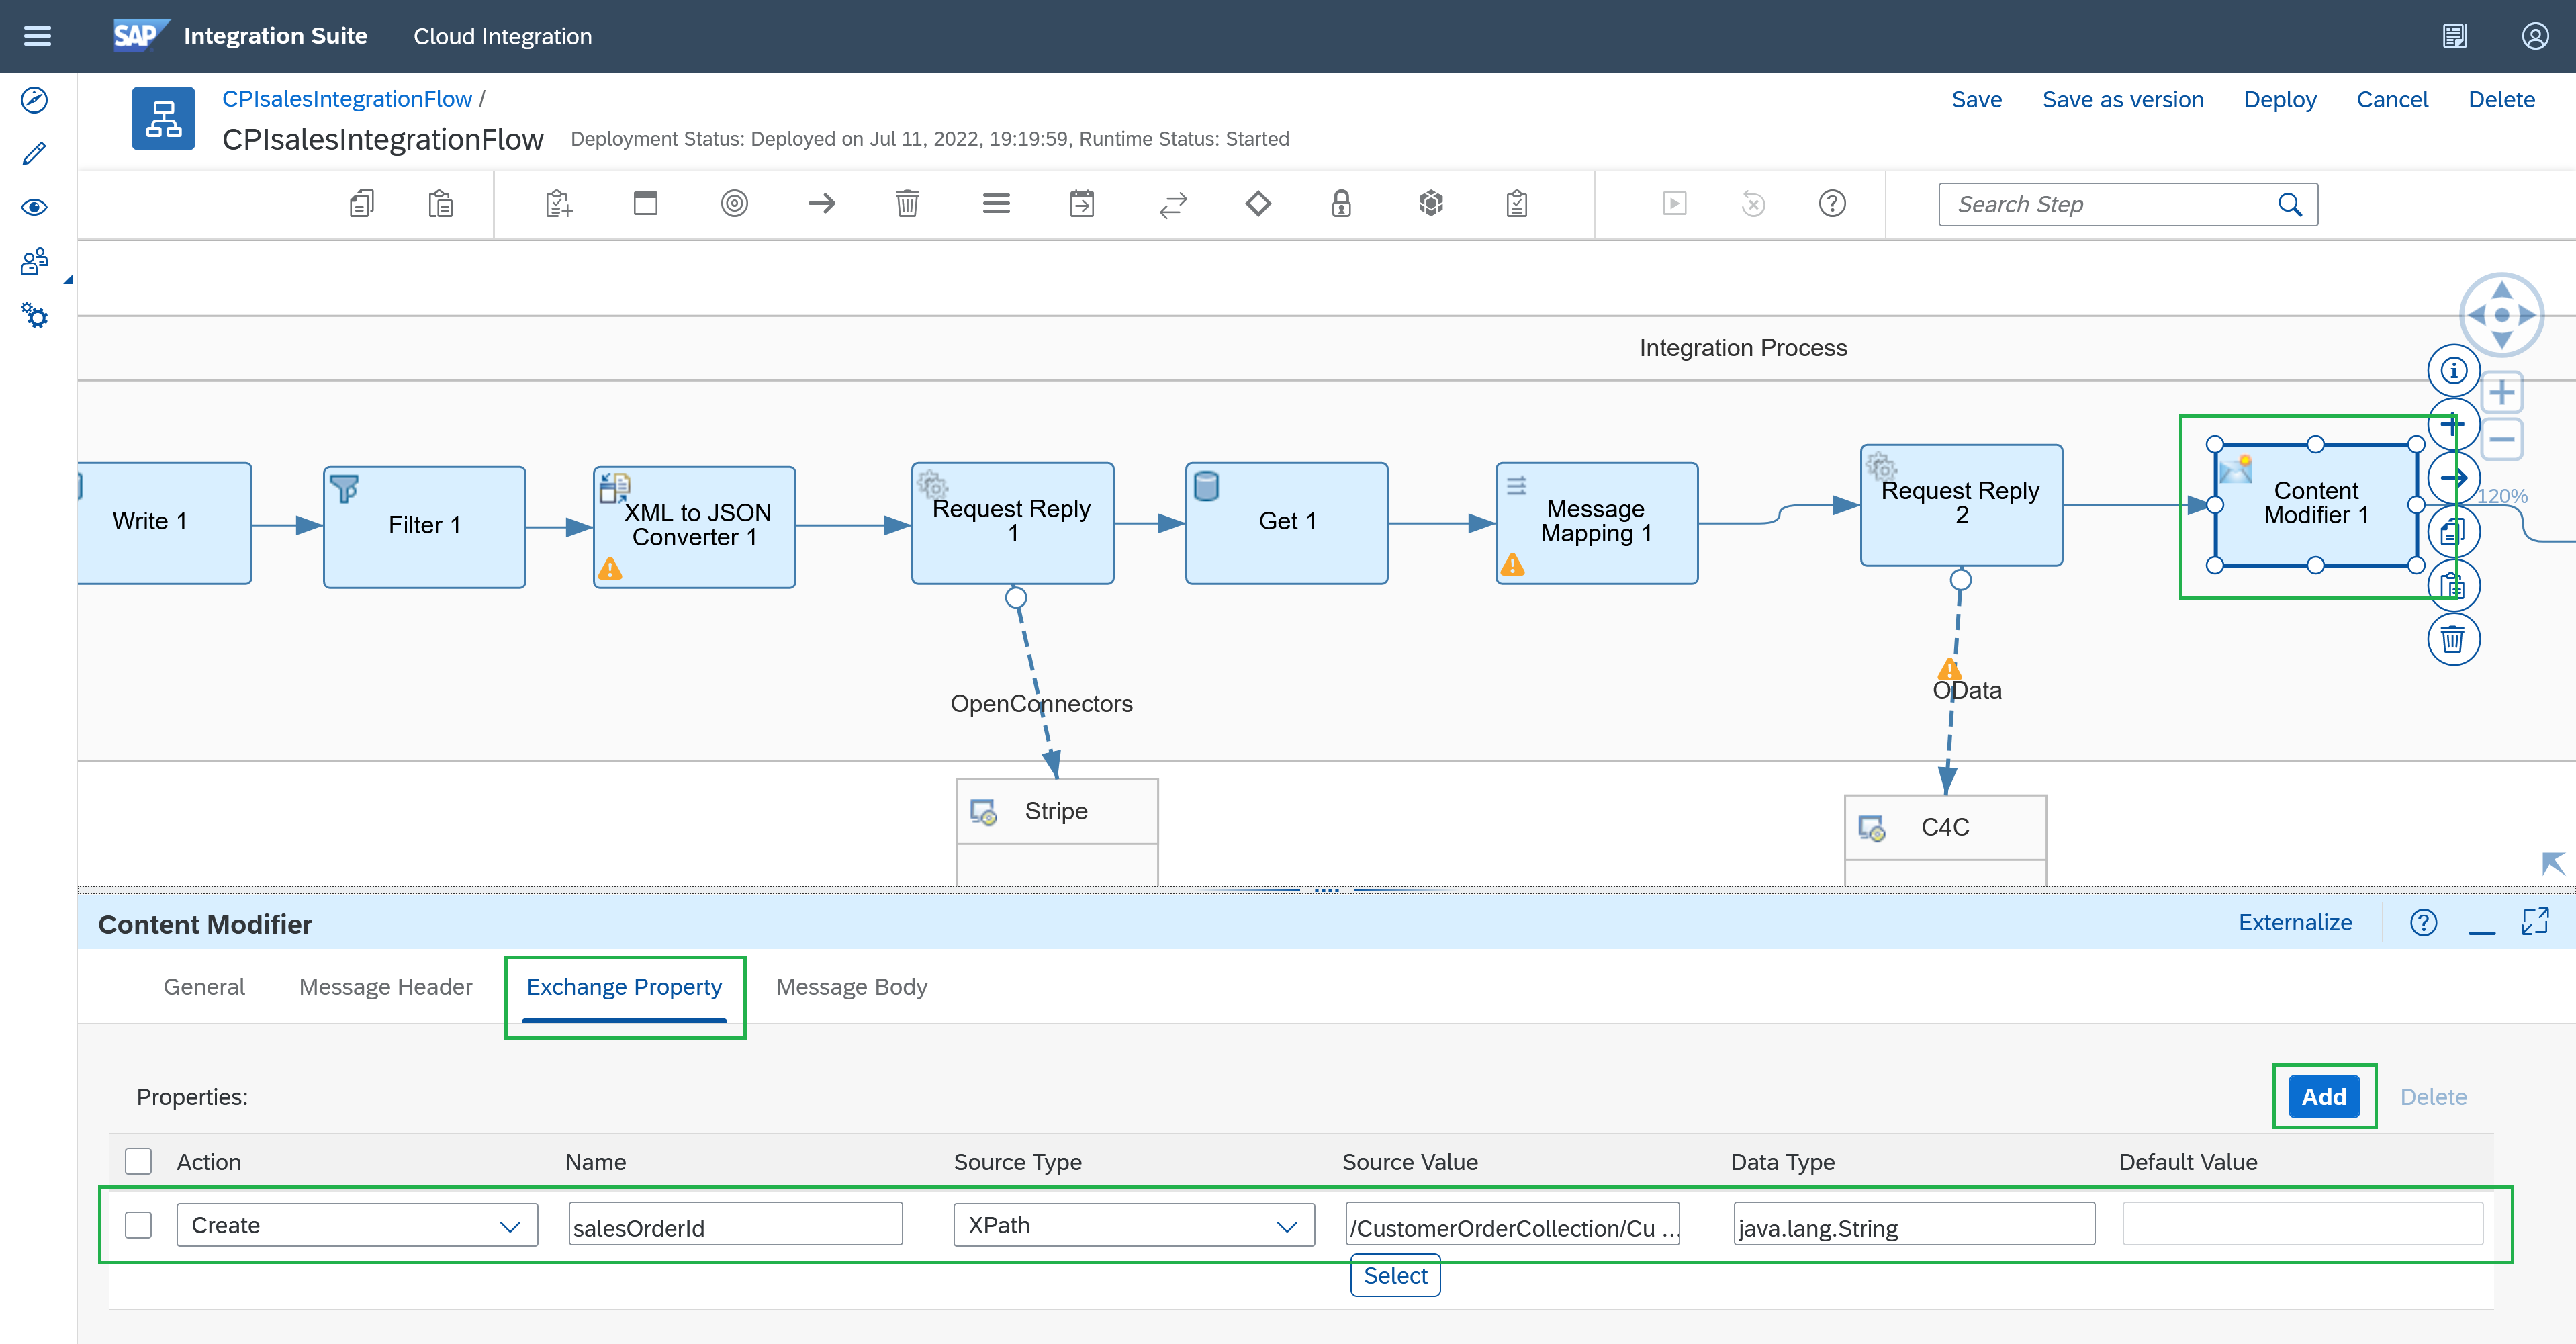 SAP Integration Suite Cloud Integration
CPIsalesIntegrationFlow /
Save Save as version Deploy Cancel Delete
CPIsalesIntegrationFlow Deployment Status: Deployed on Jul 11, 2022, 19:19:59, Runtime Status: Started
Search Step
Integration Process
Write 1
Filter 1
XML to JSON
Converter 1
Request Reply
1
Get 1
Message
Mapping 1
Request Reply
2
Content
Modifier 1
120%
OpenConnectors
OData
Stripe
C4C
Content Modifier
Externalize
General Message Header Exchange Property Message Body
Properties:
Add Delete
Action Name Source Type Source Value Data Type Default Value
Create salesOrderId XPath /CustomerOrderCollection/Cu ... java.lang.String
Select